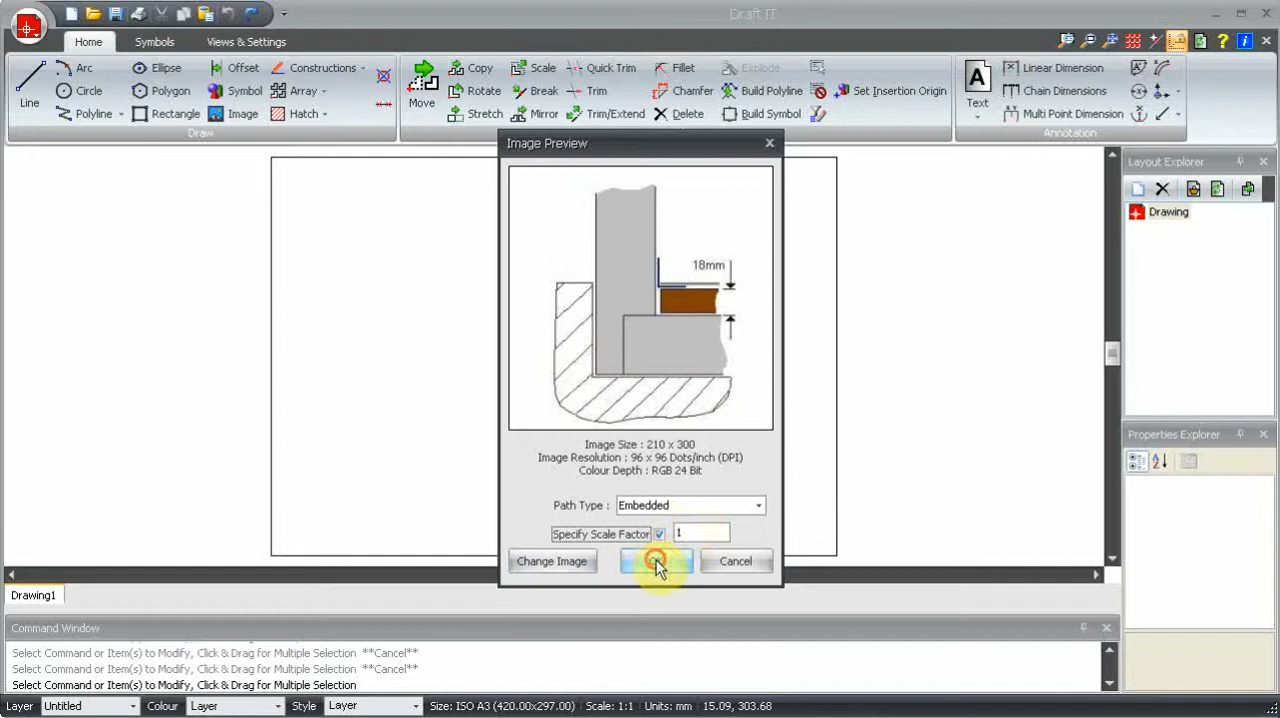 Draft IT
Home Symbols Views & Settings
Line
Arc
Circle
Polyline
Ellipse
Polygon
Rectangle
Offset
Symbol
Image
Constructions
Array
Hatch
Draw
Move
Copy
Rotate
Stretch
Scale
Break
Mirror
Quick Trim
Trim
Trim/Extend
Fillet
Chamfer
Delete
Explode
Build Polyline
Build Symbol
Set Insertion Origin
Text
Linear Dimension
Chain Dimensions
Multi Point Dimension
Annotation
Image Preview
18mm
Image Size : 210 x 300
Image Resolution : 96 x 96 Dots/inch (DPI)
Colour Depth : RGB 24 Bit
Path Type : Embedded
Specify Scale Factor 1
Change Image Cancel
Layout Explorer
Drawing
Properties Explorer
Drawing1
Command Window
Select Command or Item(s) to Modify, Click & Drag for Multiple Selection **Cancel**
Select Command or Item(s) to Modify, Click & Drag for Multiple Selection **Cancel**
Select Command or Item(s) to Modify, Click & Drag for Multiple Selection
Layer Untitled Colour Layer Style Layer Size: ISO A3 (420.00x297.00) Scale: 1:1 Units: mm 15.09, 303.68